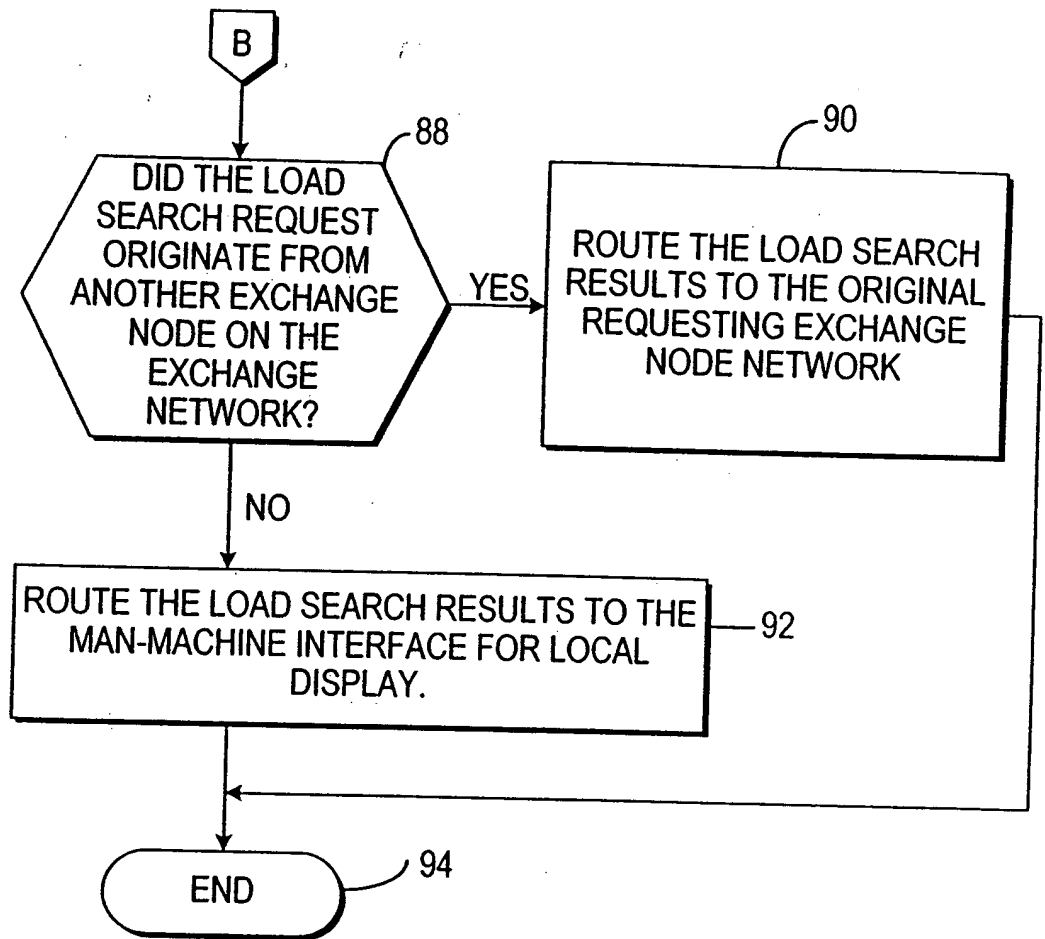 B
88
DID THE LOAD
SEARCH REQUEST
ORIGINATE FROM
ANOTHER EXCHANGE
NODE ON THE
EXCHANGE
NETWORK?
YES
90
ROUTE THE LOAD SEARCH
RESULTS TO THE ORIGINAL
REQUESTING EXCHANGE
NODE NETWORK
NO
ROUTE THE LOAD SEARCH RESULTS TO THE
MAN-MACHINE INTERFACE FOR LOCAL
DISPLAY.
92
END
94